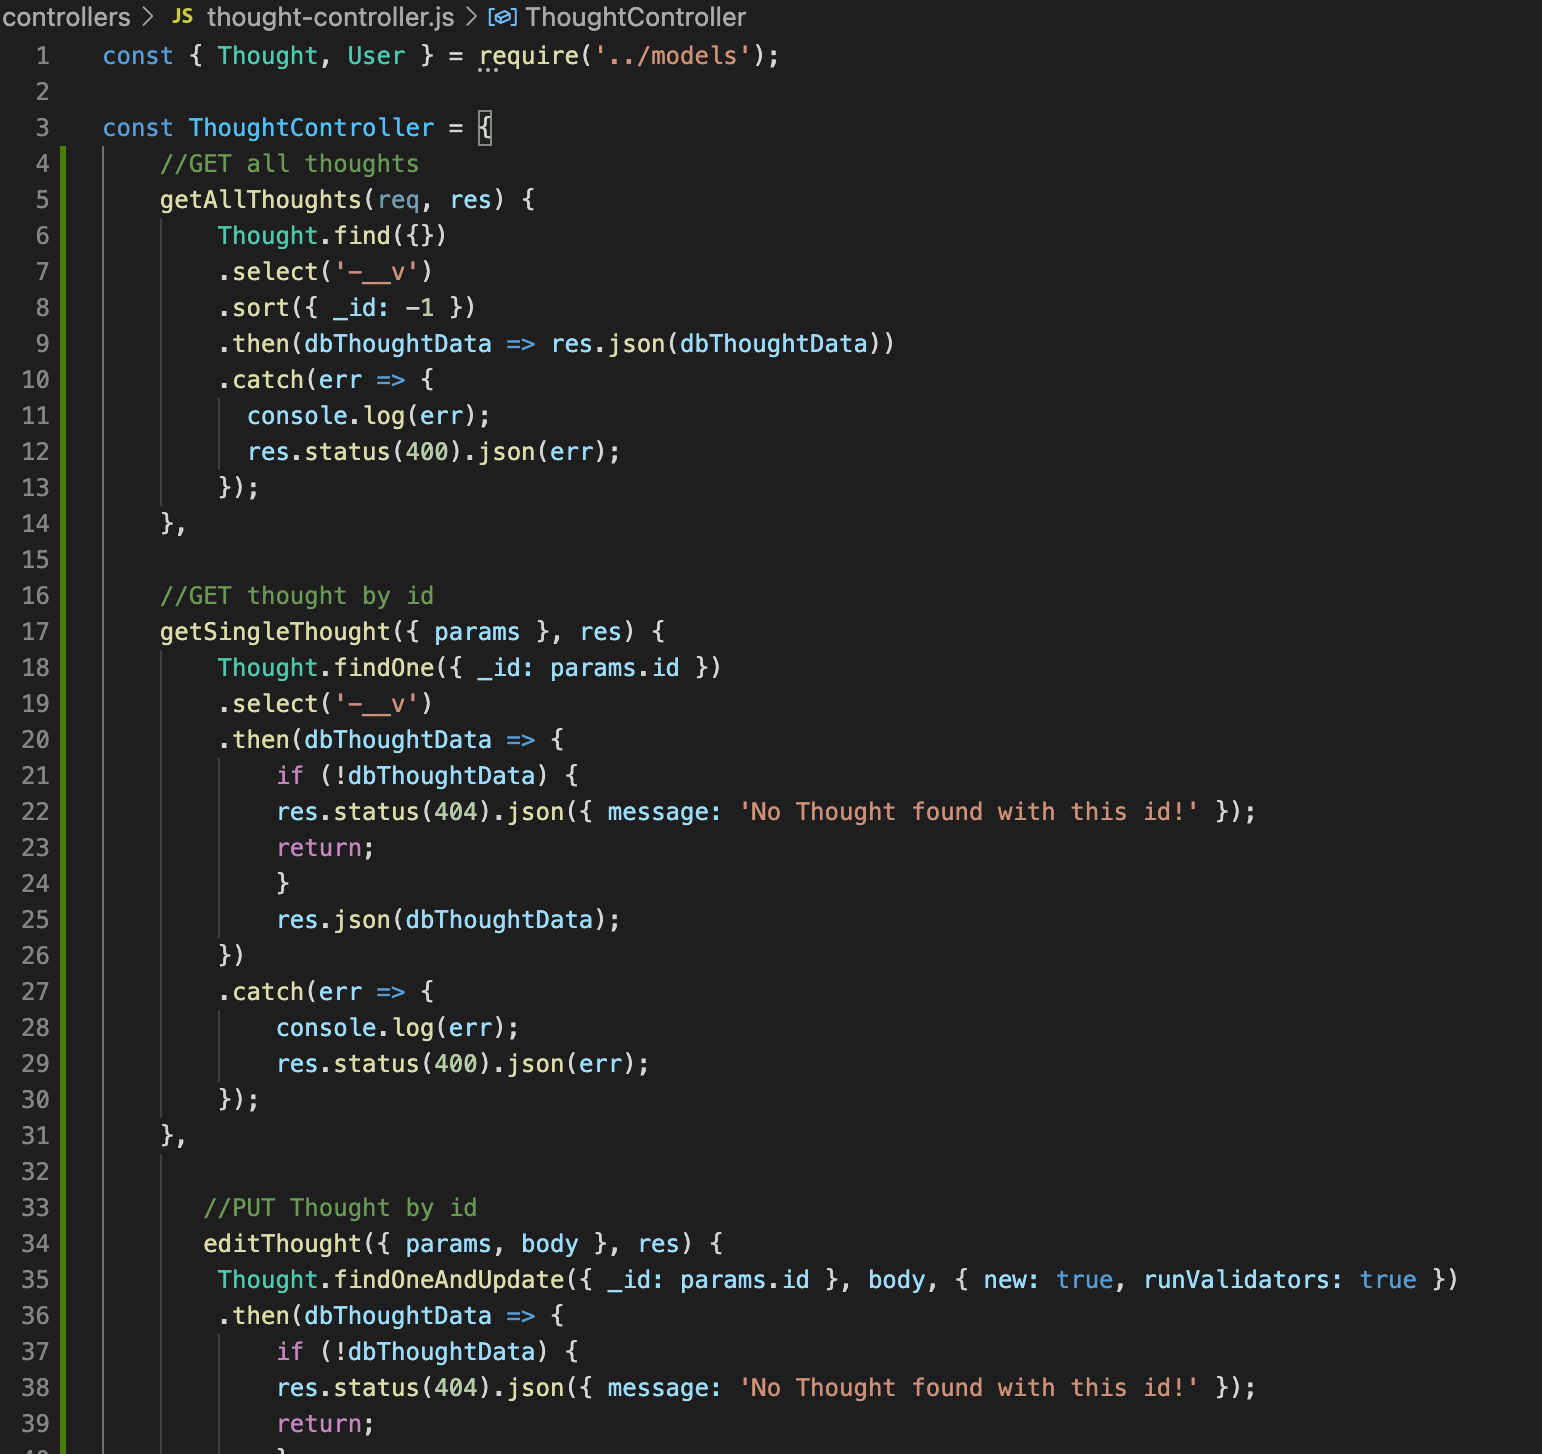 controllers > JS thought-controller.js > ThoughtController
1 const { Thought, User } = require('../models');
2
3 const ThoughtController = {
4 //GET all thoughts
5 getAllThoughts(req, res) {
6 Thought.find({})
7 .select('-__v')
8 .sort({ _id: -1 })
9 .then(dbThoughtData => res.json(dbThoughtData))
10 .catch(err => {
11 console.log(err);
12 res.status(400).json(err);
13 });
14 },
15
16 //GET thought by id
17 getSingleThought({ params }, res) {
18 Thought.findOne({ _id: params.id })
19 .select('-__v')
20 .then(dbThoughtData => {
21 if (!dbThoughtData) {
22 res.status(404).json({ message: 'No Thought found with this id!' });
23 return;
24 }
25 res.json(dbThoughtData);
26 })
27 .catch(err => {
28 console.log(err);
29 res.status(400).json(err);
30 });
31 },
32
33 //PUT Thought by id
34 editThought({ params, body }, res) {
35 Thought.findOneAndUpdate({ _id: params.id }, body, { new: true, runValidators: true })
36 .then(dbThoughtData => {
37 if (!dbThoughtData) {
38 res.status(404).json({ message: 'No Thought found with this id!' });
39 return;